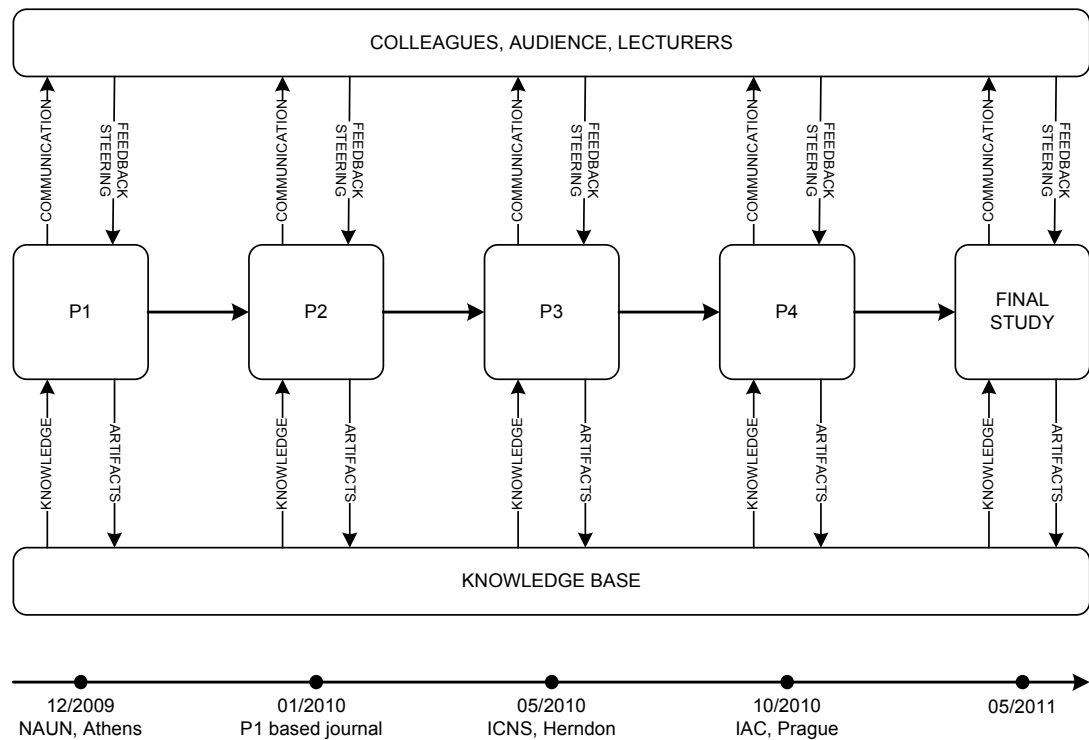 COLLEAGUES, AUDIENCE, LECTURERS
COMMUNICATION
FEEDBACK
STEERING
COMMUNICATION
FEEDBACK
STEERING
COMMUNICATION
FEEDBACK
STEERING
COMMUNICATION
FEEDBACK
STEERING
COMMUNICATION
FEEDBACK
STEERING
P1
P2
P3
P4
FINAL
STUDY
KNOWLEDGE
ARTIFACTS
KNOWLEDGE
ARTIFACTS
KNOWLEDGE
ARTIFACTS
KNOWLEDGE
ARTIFACTS
KNOWLEDGE
ARTIFACTS
KNOWLEDGE BASE
12/2009
NAUN, Athens
01/2010
P1 based journal
05/2010
ICNS, Herndon
10/2010
IAC, Prague
05/2011